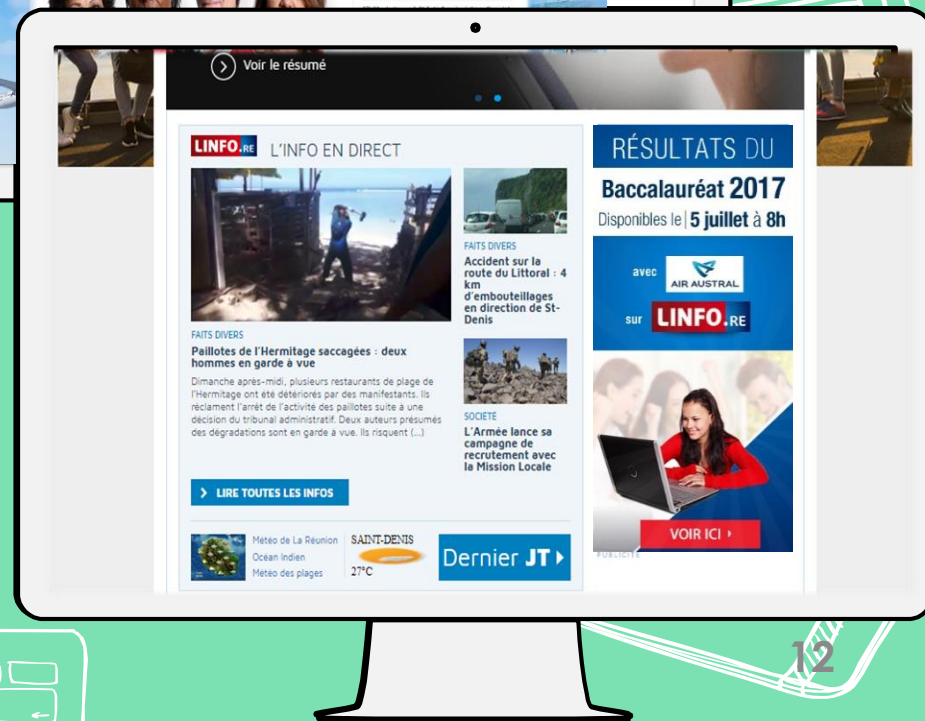 Voir le résumé
LINFO.RE L'INFO EN DIRECT
FAITS DIVERS
Paillotes de l'Hermitage saccagées : deux
hommes en garde à vue
Dimanche après-midi, plusieurs restaurants de plage de
l'Hermitage ont été détériorés par des manifestants. Ils
réclament l'arrêt de l'activité des paillotes suite à une
décision du tribunal administratif. Deux auteurs présumés
des dégradations sont en garde à vue. Ils risquent (...)
LIRE TOUTES LES INFOS
FAITS DIVERS
Accident sur la
route du Littoral : 4
km
d'embouteillages
en direction de St-
Denis
SOCIETE
L'Armée lance sa
campagne de
recrutement avec
la Mission Locale
Météo de La Réunion
Océan Indien
Météo des plages
SAINT-DENIS
27°C
Dernier JT
RÉSULTATS DU
Baccalauréat 2017
Disponibles le 5 juillet à 8h
avec AIR AUSTRAL
sur LINFO.RE
VOIR ICI
PUBLICITÉ
12